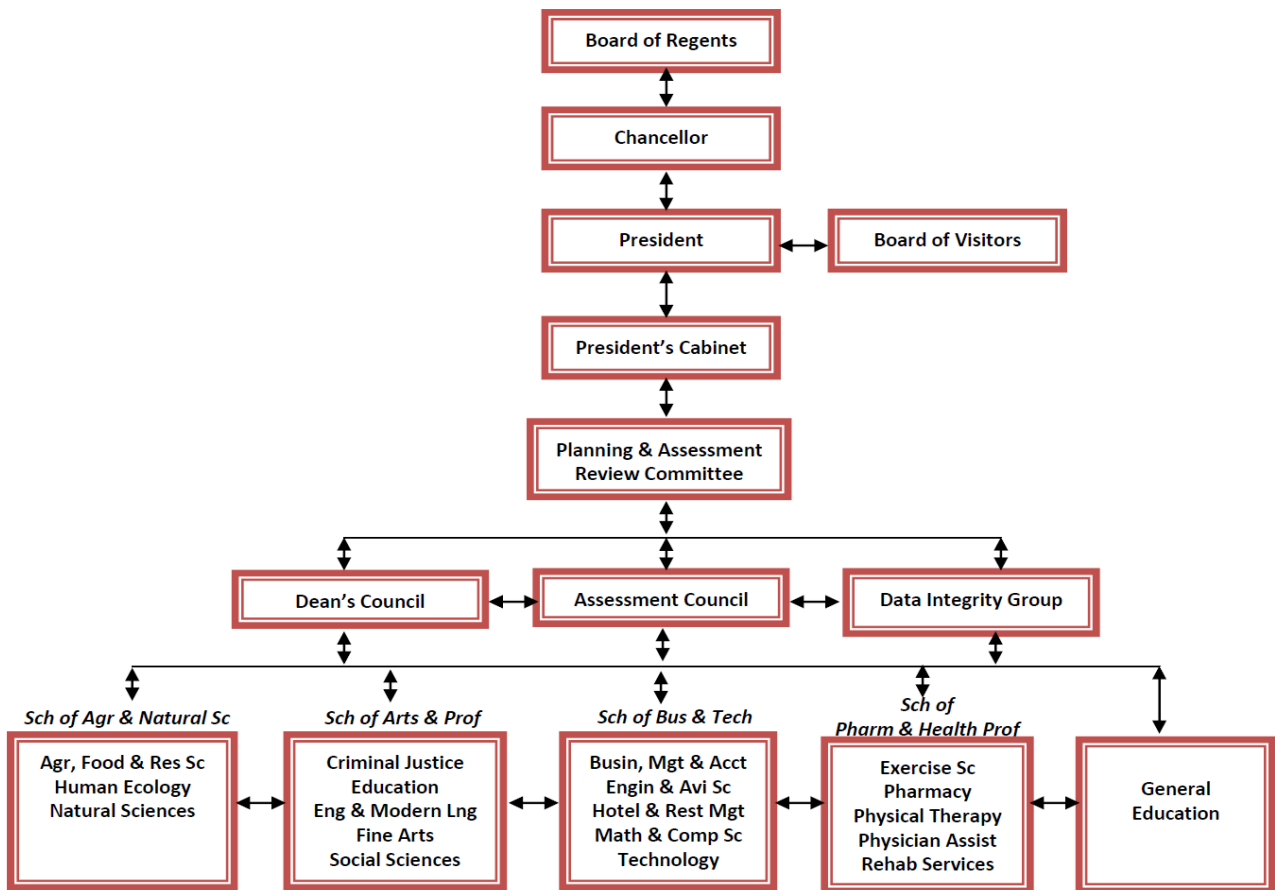 Board of Regents
Chancellor
President
Board of Visitors
President’s Cabinet
Planning & Assessment
Review Committee
Dean’s Council
Assessment Council
Data Integrity Group
Sch of Agr & Natural Sc
Agr, Food & Res Sc
Human Ecology
Natural Sciences
Sch of Arts & Prof
Criminal Justice
Education
Eng & Modern Lng
Fine Arts
Social Sciences
Sch of Bus & Tech
Busin, Mgt & Acct
Engin & Avi Sc
Hotel & Rest Mgt
Math & Comp Sc
Technology
Sch of
Pharm & Health Prof
Exercise Sc
Pharmacy
Physical Therapy
Physician Assist
Rehab Services
General
Education